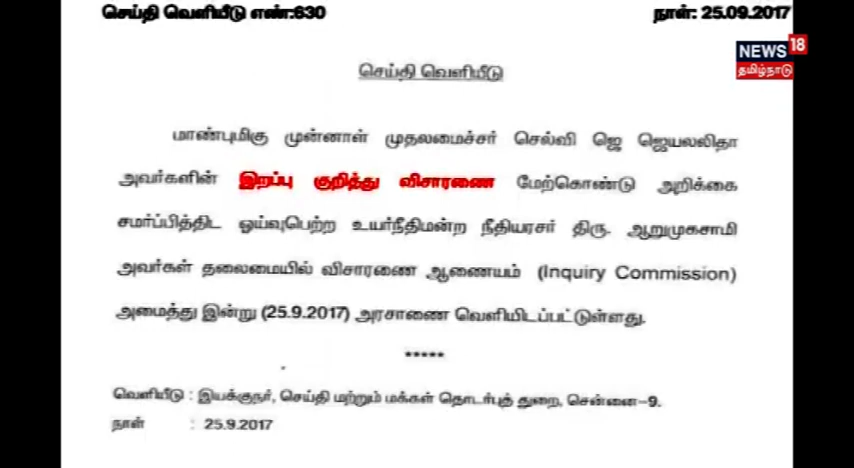 செய்தி வெளியீடு எண்:630 நாள்: 25.09.2017
NEWS 18
தமிழ்நாடு
செய்தி வெளியீடு
மாண்புமிகு முன்னாள் முதலமைச்சர் செல்வி ஜெ ஜெயலலிதா
அவர்களின் இறப்பு குறித்து விசாரணை மேற்கொண்டு அறிக்கை
சமர்ப்பித்திட ஓய்வுபெற்ற உயர்நீதிமன்ற நீதியரசர் திரு. ஆறுமுகசாமி
அவர்கள் தலைமையில் விசாரணை ஆணையம் (Inquiry Commission)
அமைத்து இன்று (25.9.2017) அரசாணை வெளியிடப்பட்டுள்ளது.
*****
வெளியீடு : இயக்குநர், செய்தி மற்றும் மக்கள் தொடர்புத் துறை, சென்னை-9.
நாள் : 25.9.2017